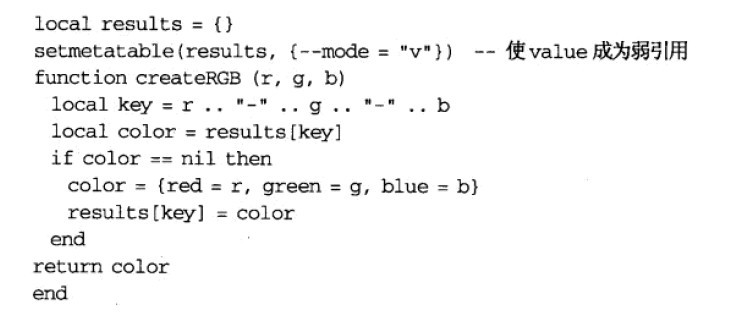 local results = {}
setmetatable(results, {--mode = "v"}) -- 使value成为弱引用
function createRGB (r, g, b)
local key = r .. "-" .. g .. "-" .. b
local color = results[key]
if color == nil then
color = {red = r, green = g, blue = b}
results[key] = color
end
return color
end